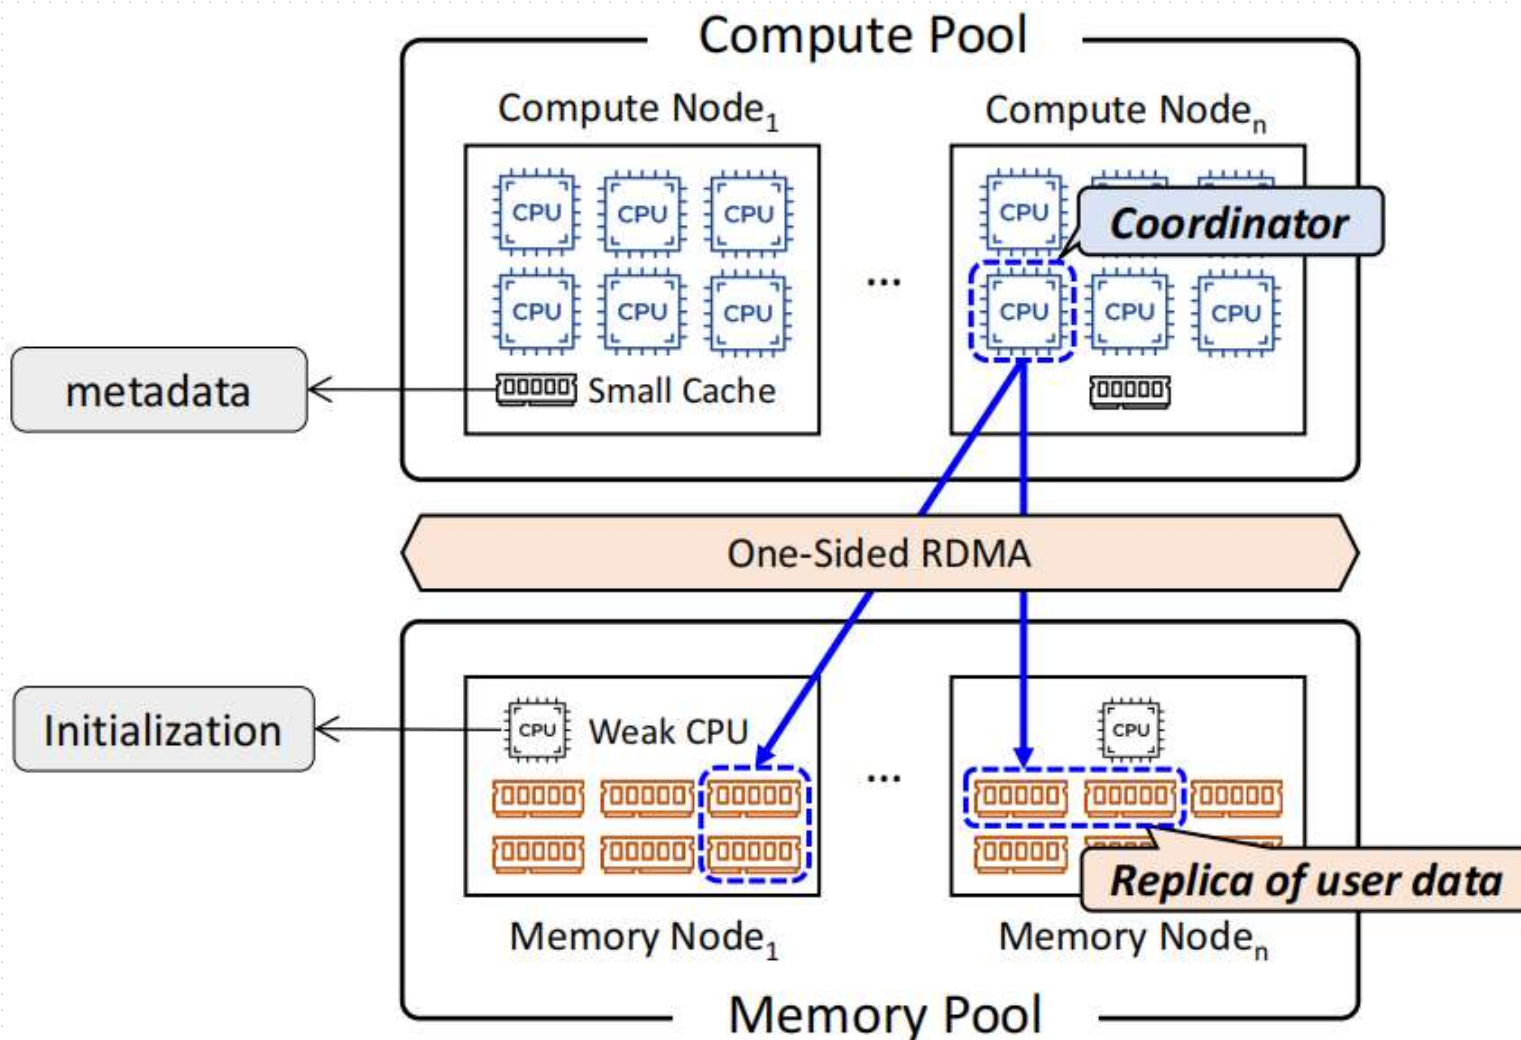 Compute Pool
Compute Node1
Compute Noden
CPU CPU CPU
CPU
Coordinator
...
CPU CPU CPU
CPU CPU CPU
metadata
Small Cache
One-Sided RDMA
Initialization
CPU
Weak CPU
CPU
...
Replica of user data
Memory Node1
Memory Noden
Memory Pool